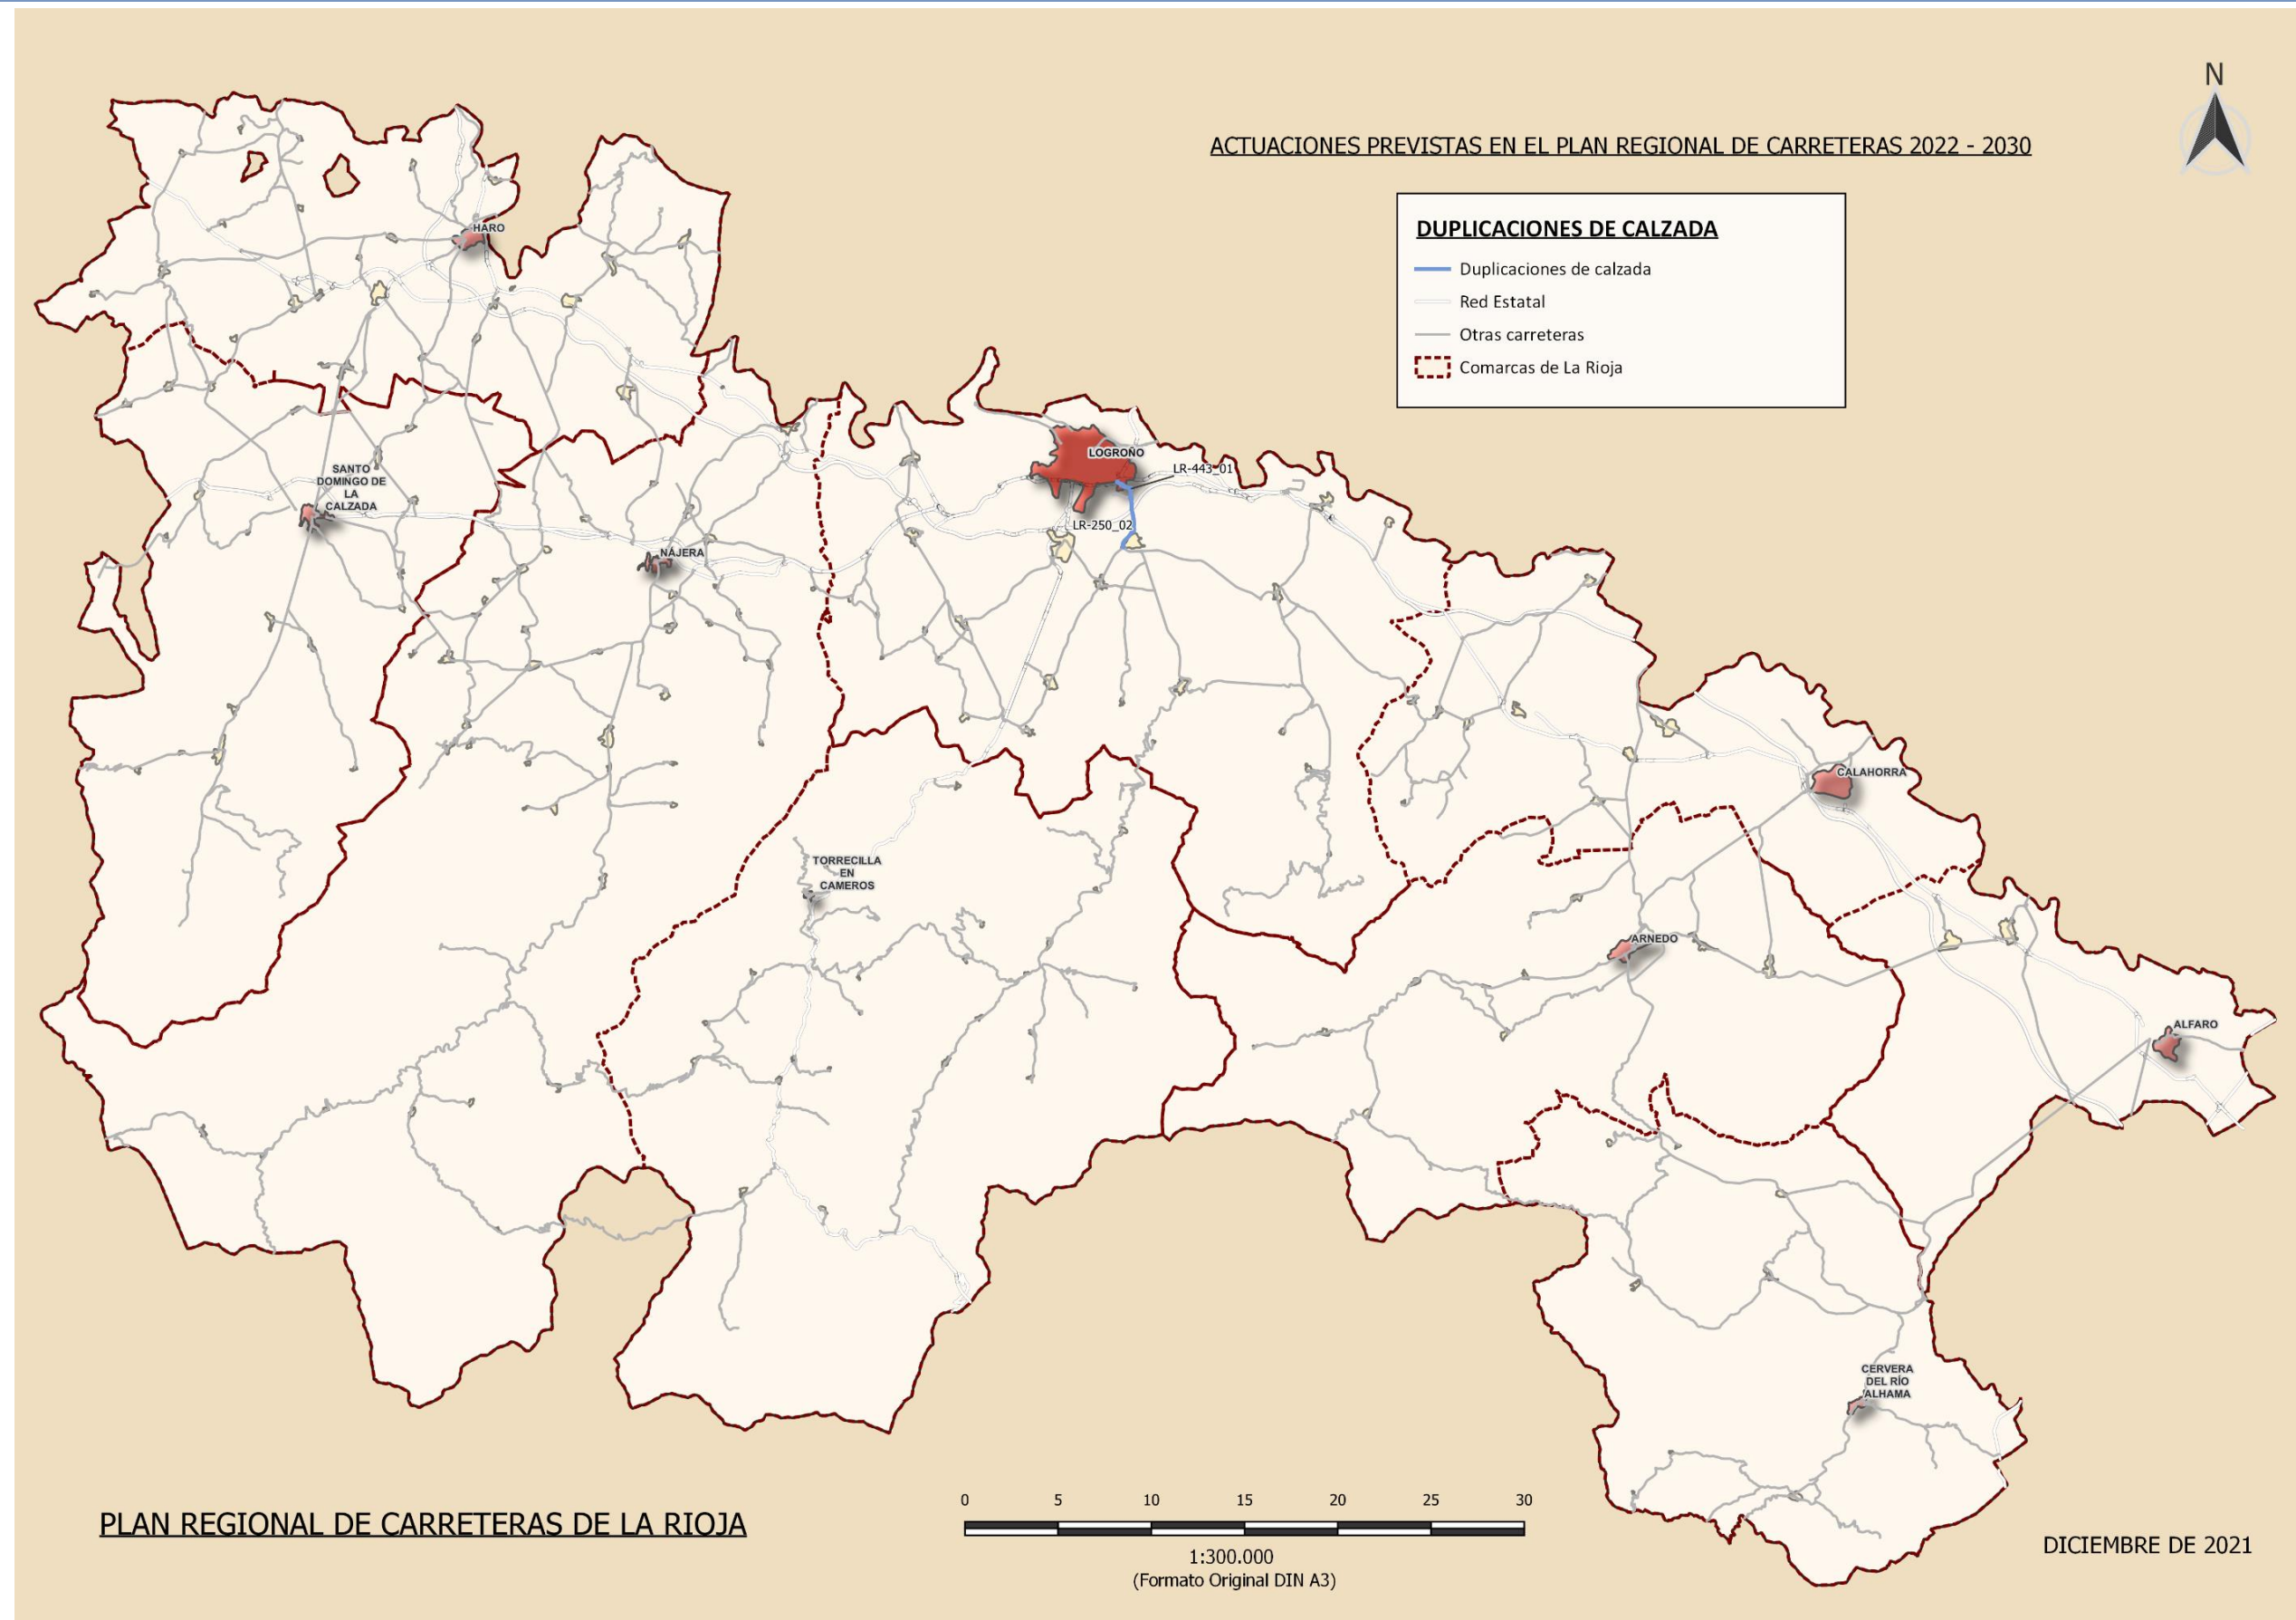 N
ACTUACIONES PREVISTAS EN EL PLAN REGIONAL DE CARRETERAS 2022 - 2030
DUPLICACIONES DE CALZADA
Duplicaciones de calzada
Red Estatal
Otras carreteras
Comarcas de La Rioja
HARO
LOGROÑO
LR-443_01
SANTO
DOMINGO DE
LA
CALZADA
LR-250_02
NÁJERA
CALAHORRA
TORRECILLA
EN
CAMEROS
ARNEDO
ALFARO
CERVERA
DEL RÍO
ALHAMA
0 5 10 15 20 25 30
1:300.000
(Formato Original DIN A3)
PLAN REGIONAL DE CARRETERAS DE LA RIOJA
DICIEMBRE DE 2021